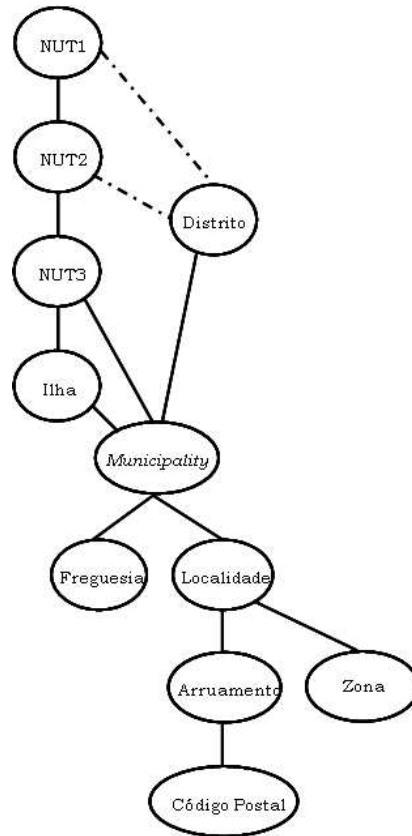 NUT1
NUT2
Distrito
NUT3
Ilha
Municipality
Freguesia
Localidade
Arruamento
Zona
Código Postal